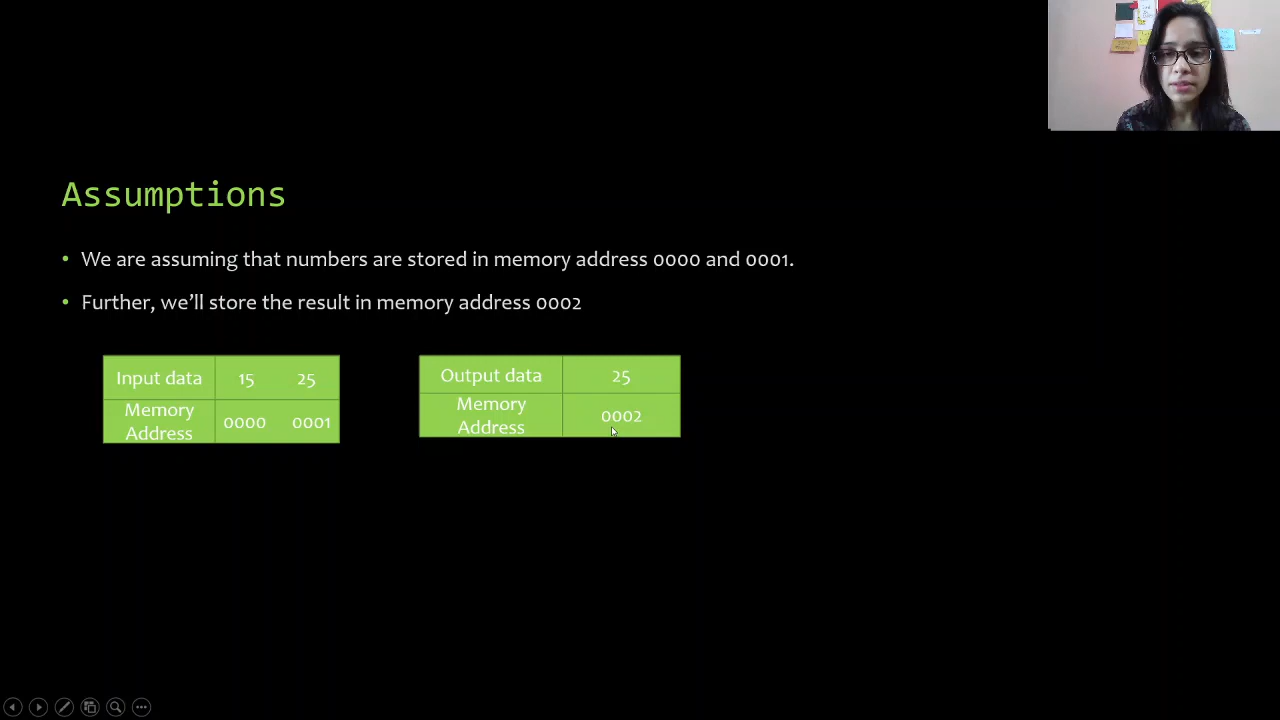 Assumptions
• We are assuming that numbers are stored in memory address 0000 and 0001.
• Further, we'll store the result in memory address 0002
Input data 15 25
Memory Address 0000 0001
Output data 25
Memory Address 0002